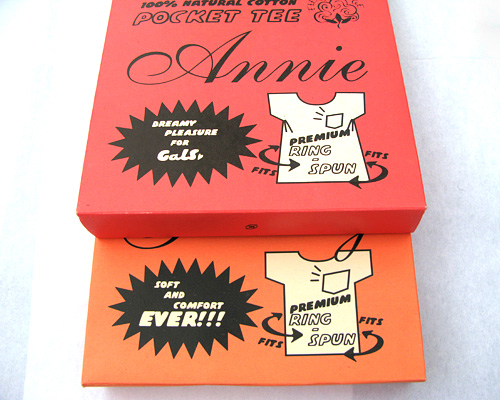 100% NATURAL COTTON
POCKET TEE
Annie
DREAMY
PLEASURE
FOR
Gals,
PREMIUM
RING
-
SPUN
FITS
FITS
SOFT
AND
COMFORT
EVER!!!
PREMIUM
RING
-
SPUN
FITS
FITS